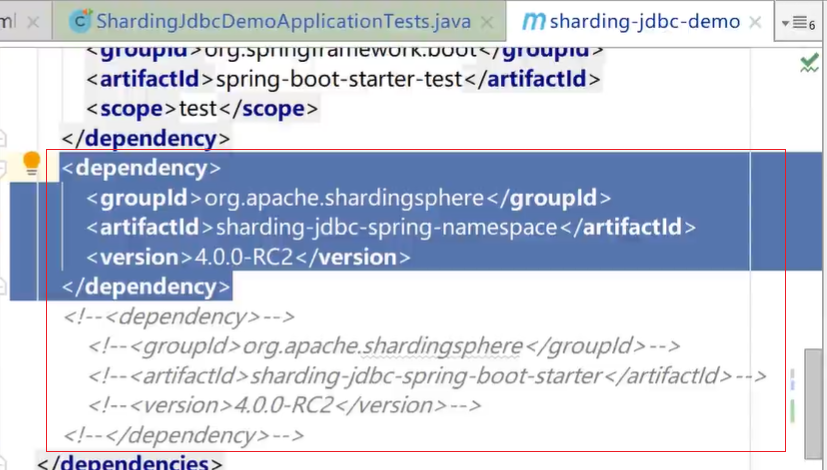 ml
ShardingJdbcDemoApplicationTests.java
sharding-jdbc-demo
6
<groupId>org.springframework.boot</groupId>
<artifactId>spring-boot-starter-test</artifactId>
<scope>test</scope>
</dependency>
<dependency>
<groupId>org.apache.shardingsphere</groupId>
<artifactId>sharding-jdbc-spring-namespace</artifactId>
<version>4.0.0-RC2</version>
</dependency>
<!--<dependency>-->
<!--<groupId>org.apache.shardingsphere</groupId>-->
<!--<artifactId>sharding-jdbc-spring-boot-starter</artifactId>-->
<!--<version>4.0.0-RC2</version>-->
<!--</dependency>-->
</dependencies>